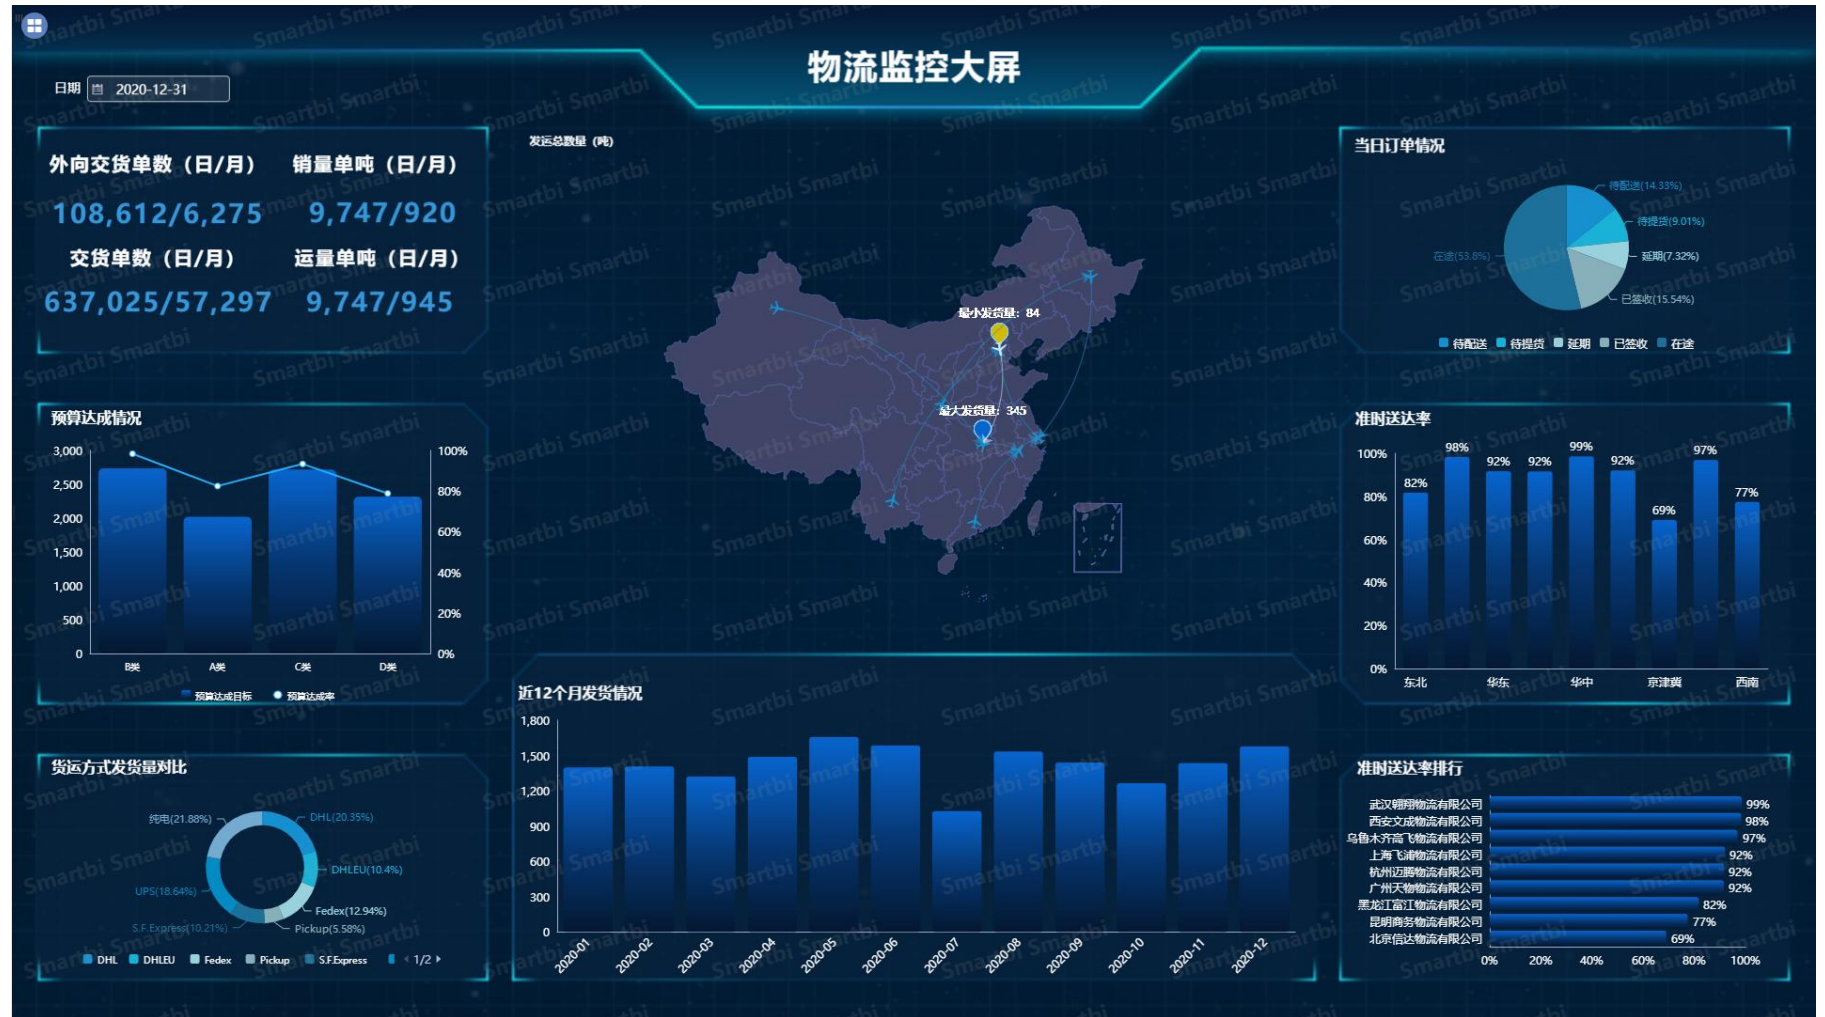 物流监控大屏
日期 2020-12-31
外向交货单数（日/月） 销量单吨（日/月）
108,612/6,275 9,747/920
交货单数（日/月） 运量单吨（日/月）
637,025/57,297 9,747/945
预算达成情况
3,000 100%
2,500 80%
2,000 60%
1,500
1,000 40%
500 20%
0 0%
B类 A类 C类 D类
预算达成目标 预算达成率
货运方式发货量对比
纯电(21.88%) DHL(20.35%)
DHLEU(10.4%)
UPS(18.64%)
Fedex(12.94%)
S.F.Express(10.21%) Pickup(5.58%)
DHL DHLEU Fedex Pickup S.F.Express 1/2
发运总数量（吨）
最小发货量：84
最大发货量：345
近12个月发货情况
1,800
1,500
1,200
900
600
300
0
2020-01 2020-02 2020-03 2020-04 2020-05 2020-06 2020-07 2020-08 2020-09 2020-10 2020-11 2020-12
当日订单情况
待配送(14.33%)
待提货(9.01%)
在途(53.8%) 延期(7.32%)
已签收(15.54%)
待配送 待提货 延期 已签收 在途
准时送达率
100%
80%
60%
40%
20%
0%
82% 98% 92% 92% 99% 92% 69% 97% 77%
东北 华东 华中 京津冀 西南
准时送达率排行
武汉翱翔物流有限公司 99%
西安文成物流有限公司 98%
乌鲁木齐高飞物流有限公司 97%
上海飞浦物流有限公司 92%
杭州迈腾物流有限公司 92%
广州天物物流有限公司 92%
黑龙江富江物流有限公司 82%
昆明商务物流有限公司 77%
北京信达物流有限公司 69%
0% 20% 40% 60% 80% 100%
Smartbi Smartbi